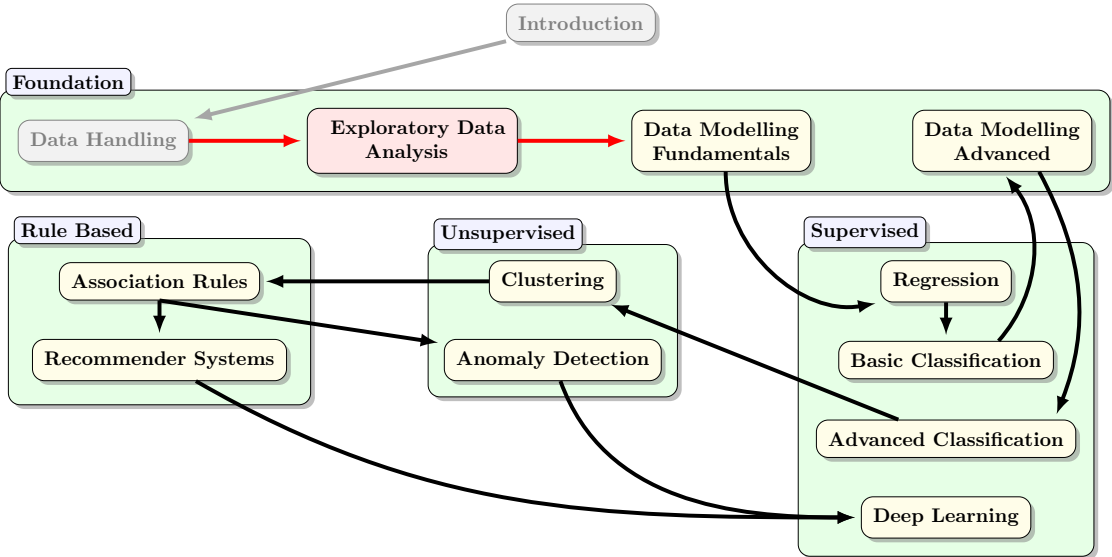 Introduction
Foundation
Data Handling
Exploratory Data
Analysis
Data Modelling
Fundamentals
Data Modelling
Advanced
Rule Based
Association Rules
Recommender Systems
Unsupervised
Clustering
Anomaly Detection
Supervised
Regression
Basic Classification
Advanced Classification
Deep Learning